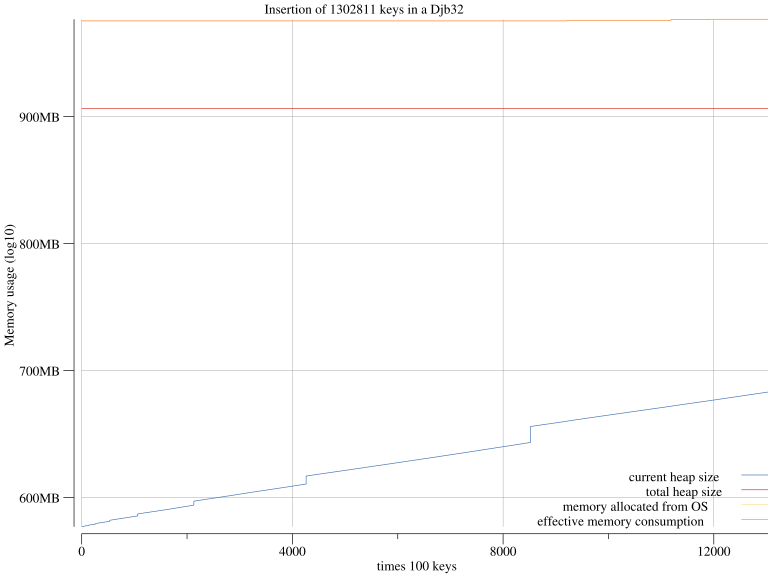 Insertion of 1302811 keys in a Djb32
900MB
800MB
700MB
600MB
Memory usage (log10)
current heap size
total heap size
memory allocated from OS
effective memory consumption
0 4000 8000 12000
times 100 keys